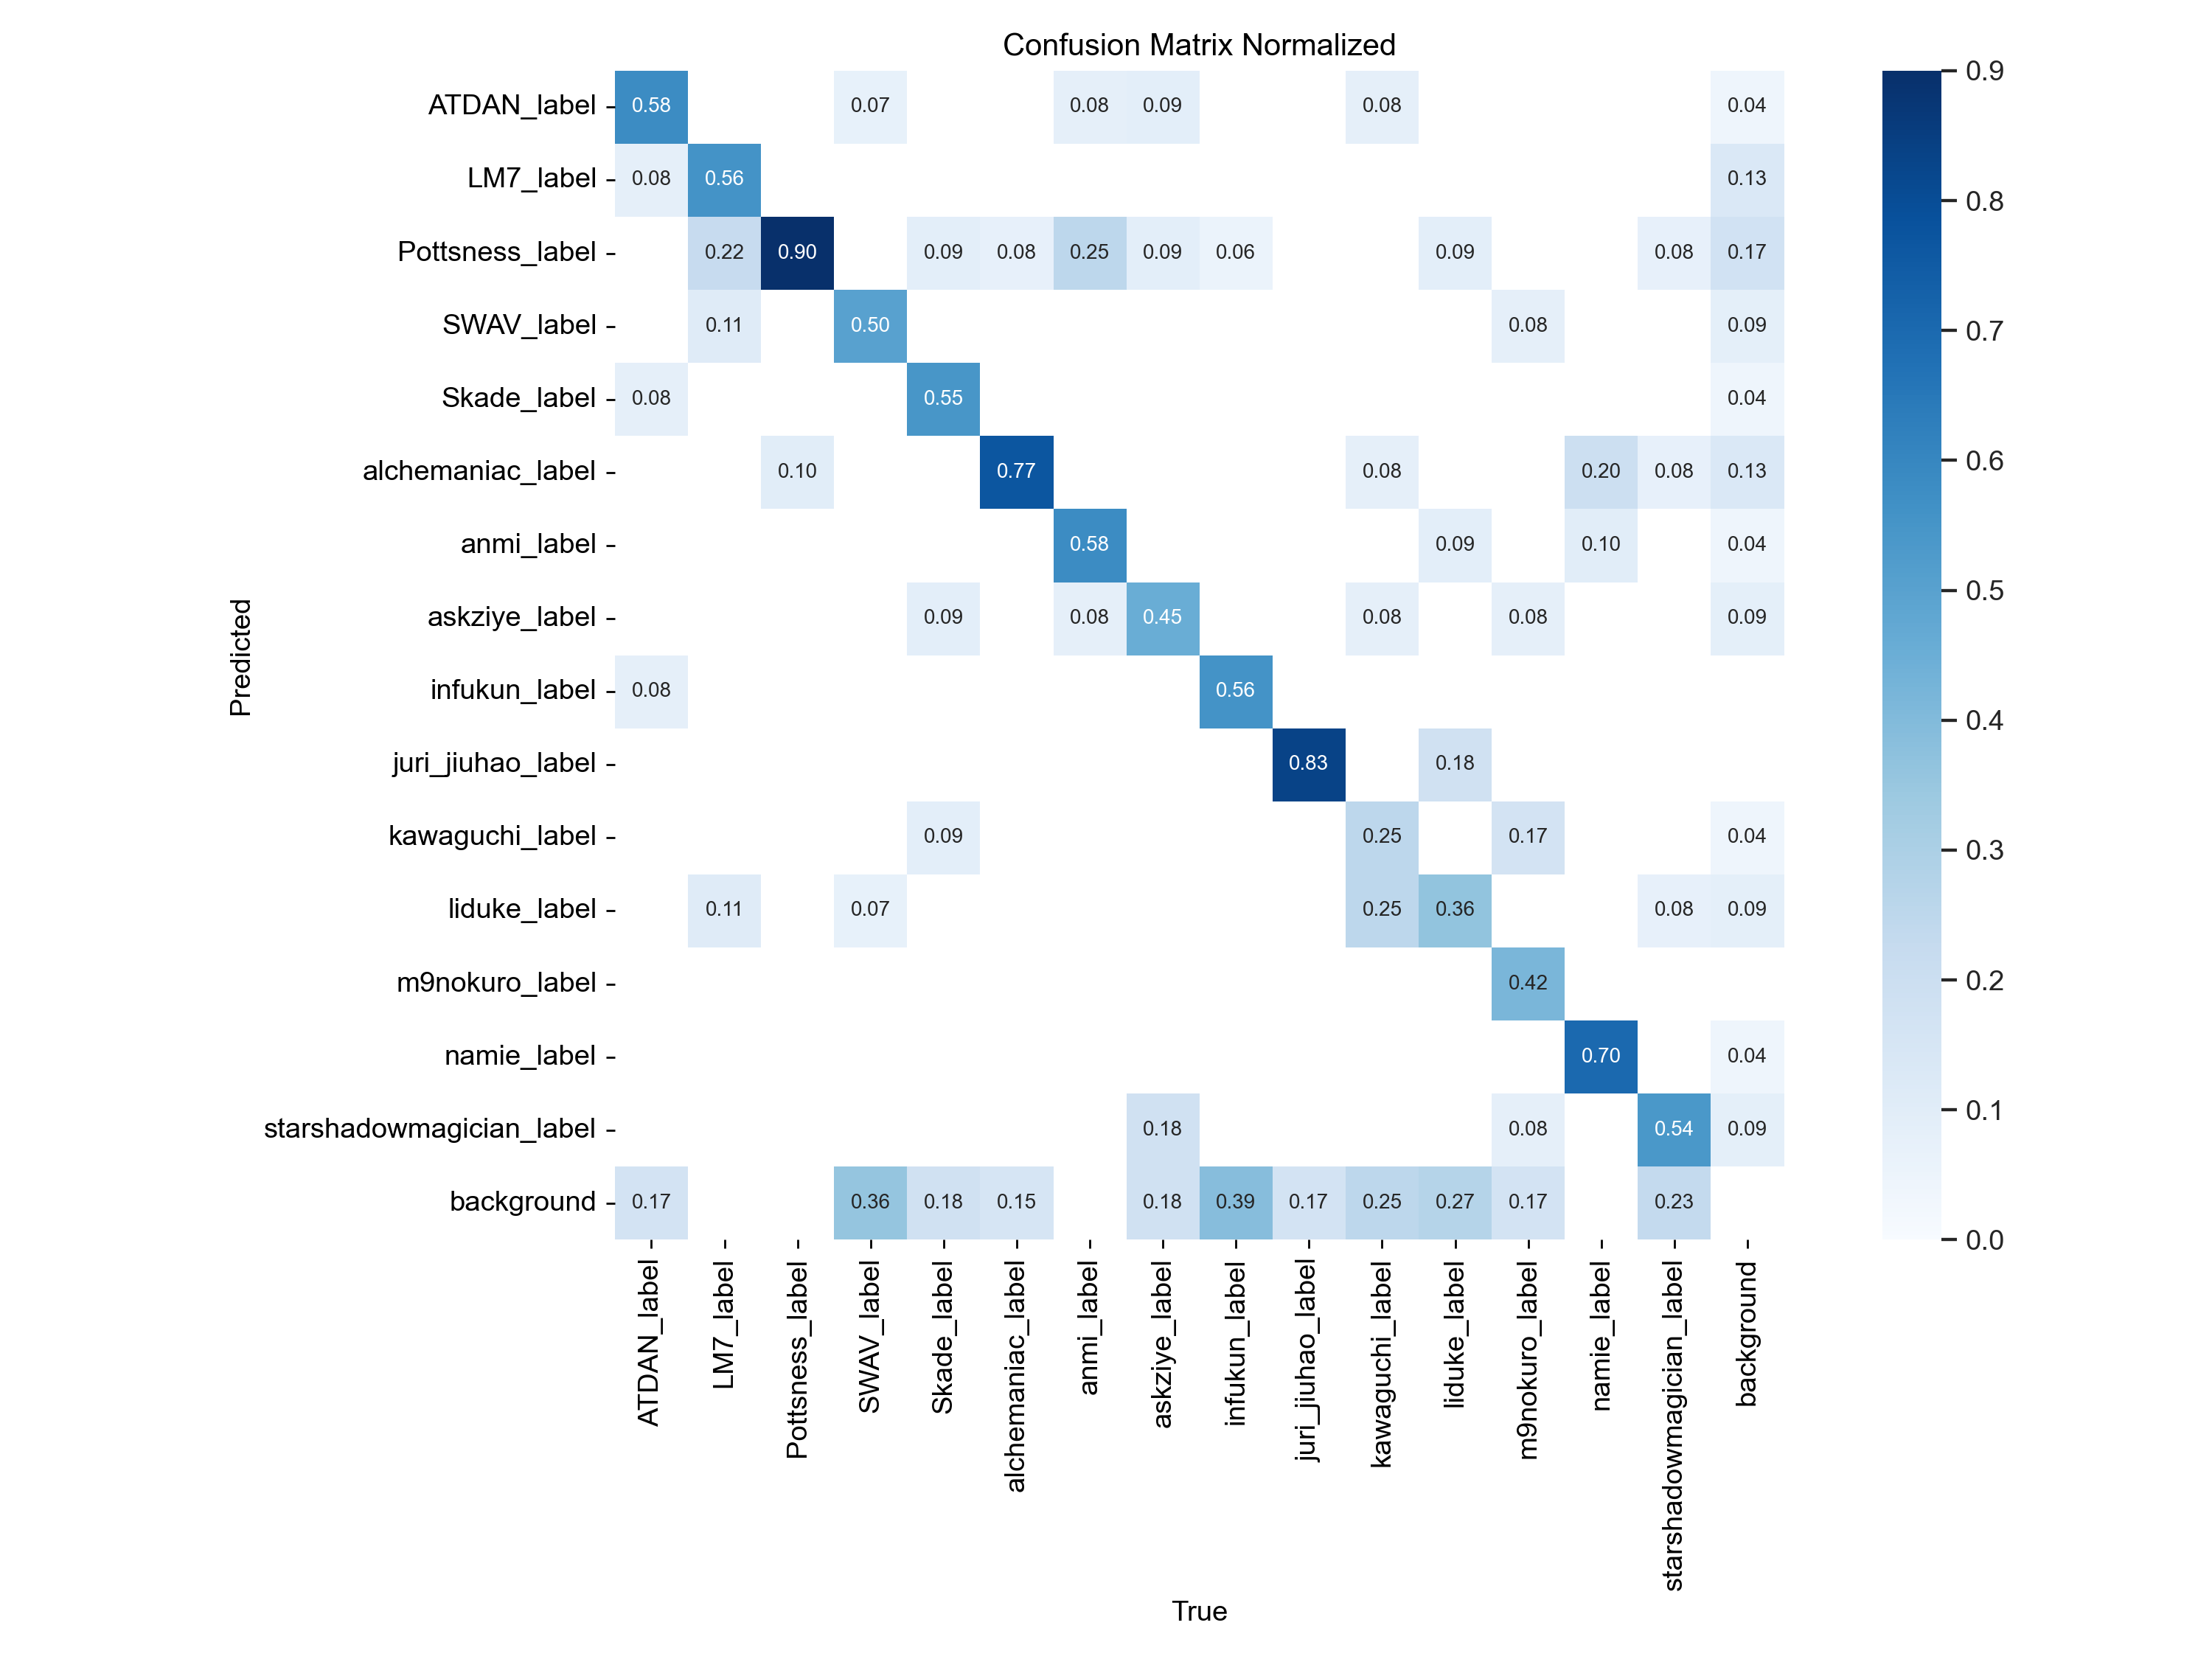 Confusion Matrix Normalized
ATDAN_label 0.58 0.07 0.08 0.09 0.08 0.04
LM7_label 0.08 0.56 0.13
Pottsness_label 0.22 0.90 0.09 0.08 0.25 0.09 0.06 0.09 0.08 0.17
SWAV_label 0.11 0.50 0.08 0.09
Skade_label 0.08 0.55 0.04
alchemaniac_label 0.10 0.77 0.08 0.20 0.08 0.13
anmi_label 0.58 0.09 0.10 0.04
askziye_label 0.09 0.08 0.45 0.08 0.08 0.09
infukun_label 0.08 0.56
juri_jiuhao_label 0.83 0.18
kawaguchi_label 0.09 0.25 0.17 0.04
liduke_label 0.11 0.07 0.25 0.36 0.08 0.09
m9nokuro_label 0.42
namie_label 0.70 0.04
starshadowmagician_label 0.18 0.08 0.54 0.09
background 0.17 0.36 0.18 0.15 0.18 0.39 0.17 0.25 0.27 0.17 0.23
Predicted
ATDAN_label
LM7_label
Pottsness_label
SWAV_label
Skade_label
alchemaniac_label
anmi_label
askziye_label
infukun_label
juri_jiuhao_label
kawaguchi_label
liduke_label
m9nokuro_label
namie_label
starshadowmagician_label
background
True
0.9
0.8
0.7
0.6
0.5
0.4
0.3
0.2
0.1
0.0